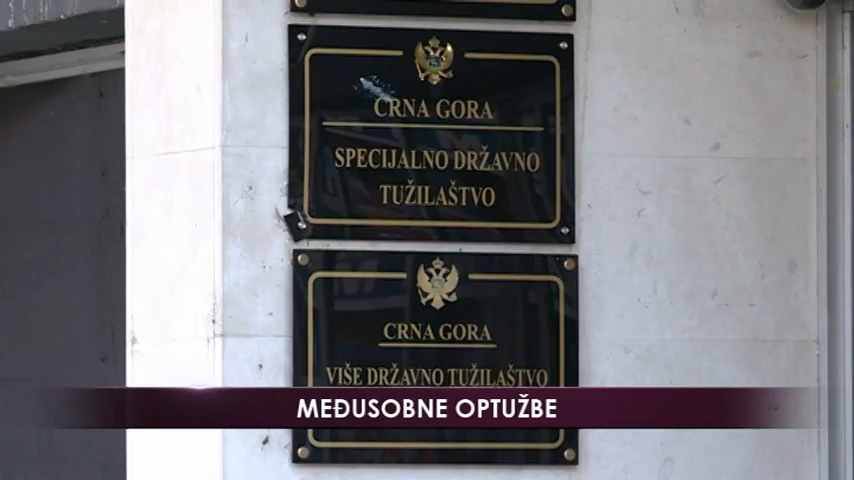 CRNA GORA
SPECIJALNO DRŽAVNO
TUŽILAŠTVO
CRNA GORA
VIŠE DRŽAVNO TUŽILAŠTVO
MEĐUSOBNE OPTUŽBE